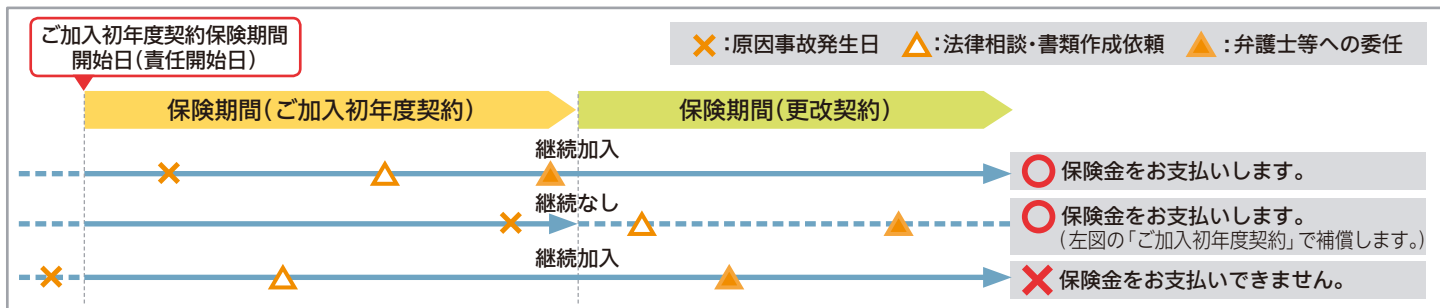 ご加入初年度契約保険期間
開始日(責任開始日)
:原因事故発生日 :法律相談・書類作成依頼 :弁護士等への委任
保険期間(ご加入初年度契約) 保険期間(更改契約)
継続加入
保険金をお支払いします。
継続なし
保険金をお支払いします。
(左図の「ご加入初年度契約」で補償します。)
継続加入
保険金をお支払いできません。